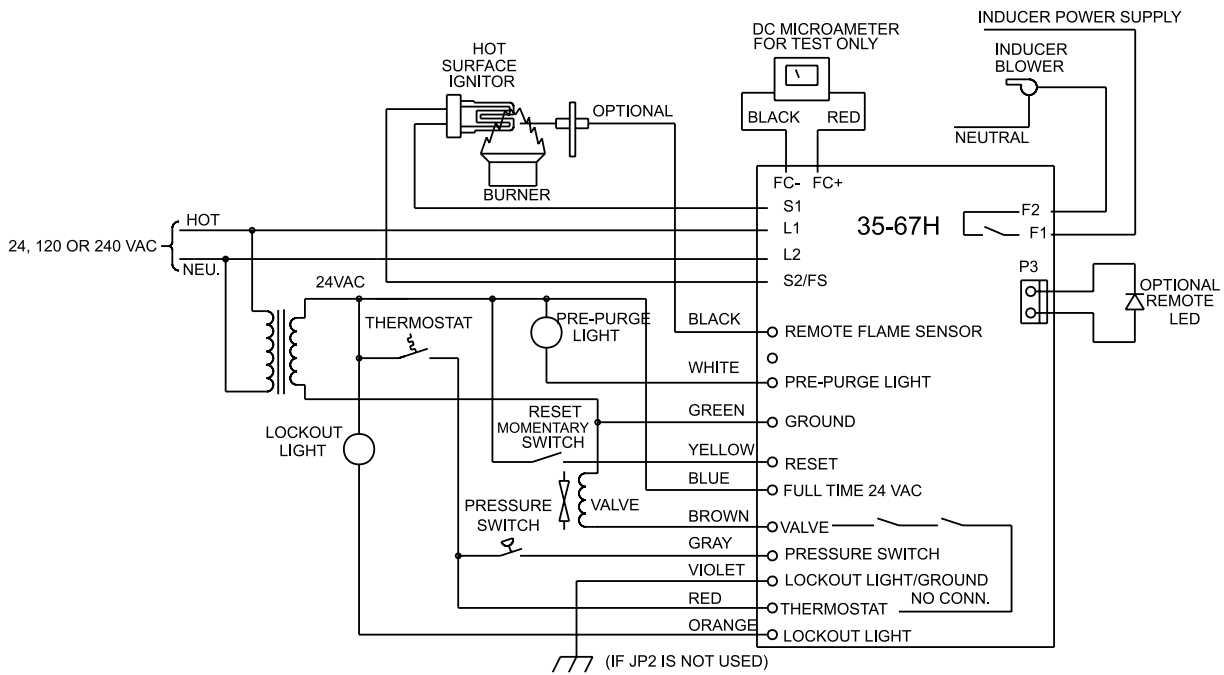 INDUCER POWER SUPPLY
DC MICROAMETER
FOR TEST ONLY
HOT
SURFACE
IGNITOR
INDUCER
BLOWER
OPTIONAL
BLACK
RED
NEUTRAL
BURNER
FC-
FC+
S1
HOT
L1
35-67H
F2
F1
24, 120 OR 240 VAC
L2
NEU.
P3
24VAC
S2/FS
OPTIONAL
REMOTE
LED
THERMOSTAT
PRE-PURGE
LIGHT
BLACK
REMOTE FLAME SENSOR
WHITE
PRE-PURGE LIGHT
RESET
MOMENTARY
SWITCH
GREEN
GROUND
LOCKOUT
LIGHT
YELLOW
RESET
BLUE
FULL TIME 24 VAC
PRESSURE
SWITCH
VALVE
BROWN
VALVE
GRAY
PRESSURE SWITCH
VIOLET
LOCKOUT LIGHT/GROUND
NO CONN.
RED
THERMOSTAT
ORANGE
LOCKOUT LIGHT
(IF JP2 IS NOT USED)